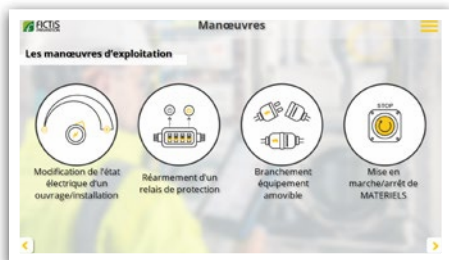 FICTIS
Manœuvres
Les manœuvres d'exploitation
STOP
Modification de l'état
électrique d'un
ouvrage/installation
Réarmement d'un
relais de protection
Branchement
équipement
amovible
Mise en
marche/arrêt de
MATERIELS